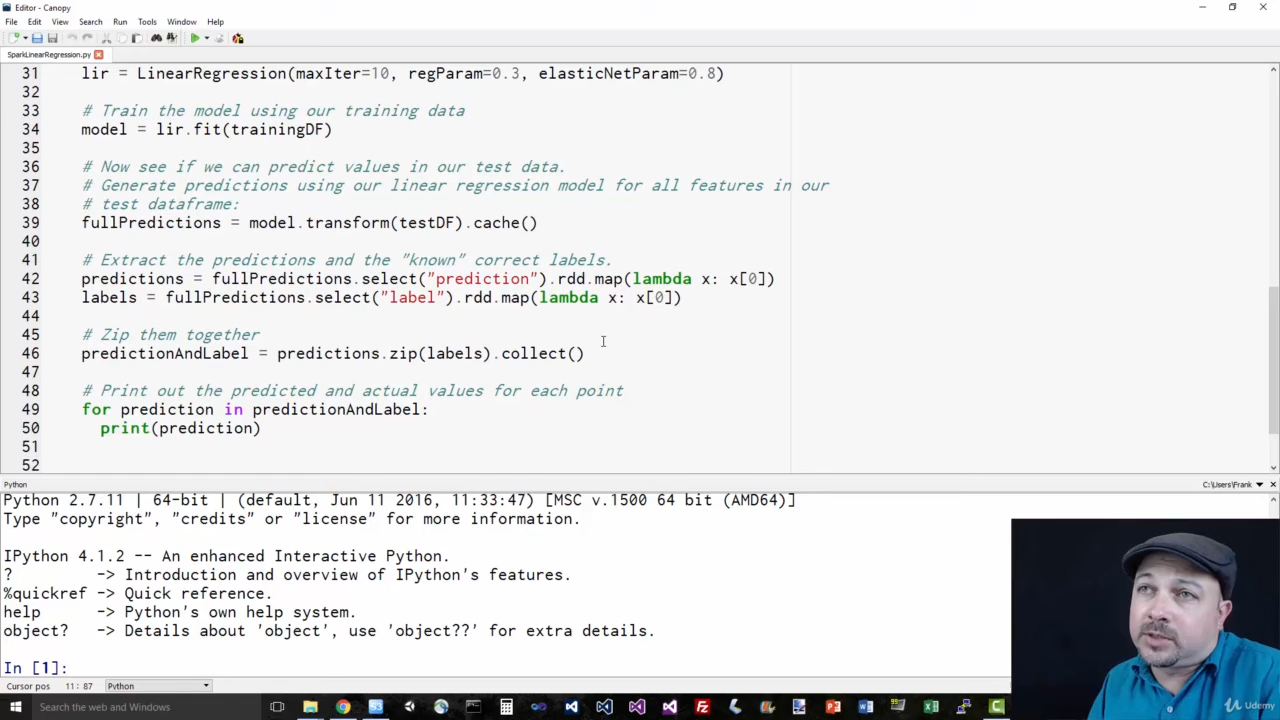 Editor - Canopy
File Edit View Search Run Tools Window Help
SparkLinearRegression.py
31 lir = LinearRegression(maxIter=10, regParam=0.3, elasticNetParam=0.8)
32
33 # Train the model using our training data
34 model = lir.fit(trainingDF)
35
36 # Now see if we can predict values in our test data.
37 # Generate predictions using our linear regression model for all features in our
38 # test dataframe:
39 fullPredictions = model.transform(testDF).cache()
40
41 # Extract the predictions and the "known" correct labels.
42 predictions = fullPredictions.select("prediction").rdd.map(lambda x: x[0])
43 labels = fullPredictions.select("label").rdd.map(lambda x: x[0])
44
45 # Zip them together
46 predictionAndLabel = predictions.zip(labels).collect()
47
48 # Print out the predicted and actual values for each point
49 for prediction in predictionAndLabel:
50 print(prediction)
51
52
Python C:\Users\Frank
Python 2.7.11 | 64-bit | (default, Jun 11 2016, 11:33:47) [MSC v.1500 64 bit (AMD64)]
Type "copyright", "credits" or "license" for more information.
IPython 4.1.2 -- An enhanced Interactive Python.
? -> Introduction and overview of IPython's features.
%quickref -> Quick reference.
help -> Python's own help system.
object? -> Details about 'object', use 'object??' for extra details.
In [1]:
Cursor pos 11: 87 Python
Search the web and Windows
Udemy